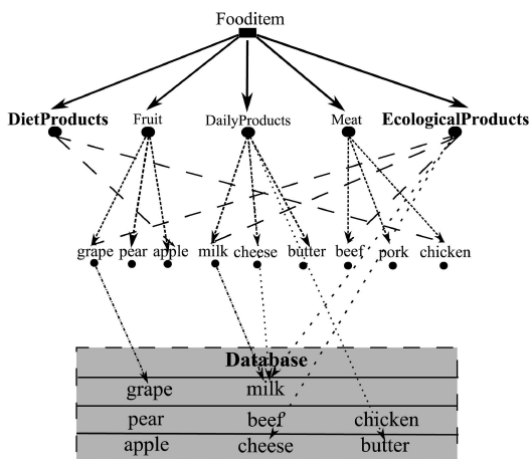 Fooditem
DietProducts Fruit DailyProducts Meat EcologicalProducts
grape pear apple milk cheese butter beef pork chicken
Database
grape milk
pear beef chicken
apple cheese butter